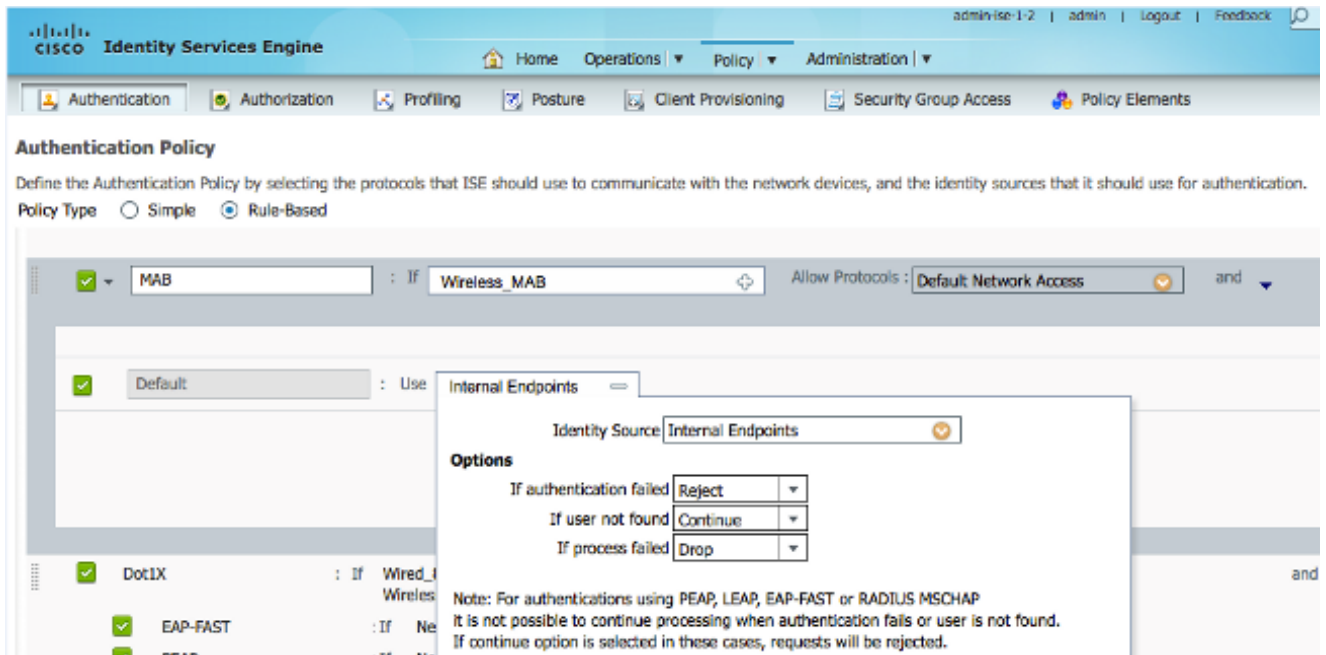 admin-ise-1-2 | admin | Logout | Feedback
CISCO Identity Services Engine
Home Operations Policy Administration
Authentication Authorization Profiling Posture Client Provisioning Security Group Access Policy Elements
Authentication Policy
Define the Authentication Policy by selecting the protocols that ISE should use to communicate with the network devices, and the identity sources that it should use for authentication.
Policy Type Simple Rule-Based
MAB : If Wireless_MAB Allow Protocols : Default Network Access and
Default : Use Internal Endpoints
Identity Source Internal Endpoints
Options
If authentication failed Reject
If user not found Continue
If process failed Drop
Dot1X : If Wired_ and
Wireles
Note: For authentications using PEAP, LEAP, EAP-FAST or RADIUS MSCHAP
EAP-FAST : If Ne it is not possible to continue processing when authentication fails or user is not found.
If continue option is selected in these cases, requests will be rejected.